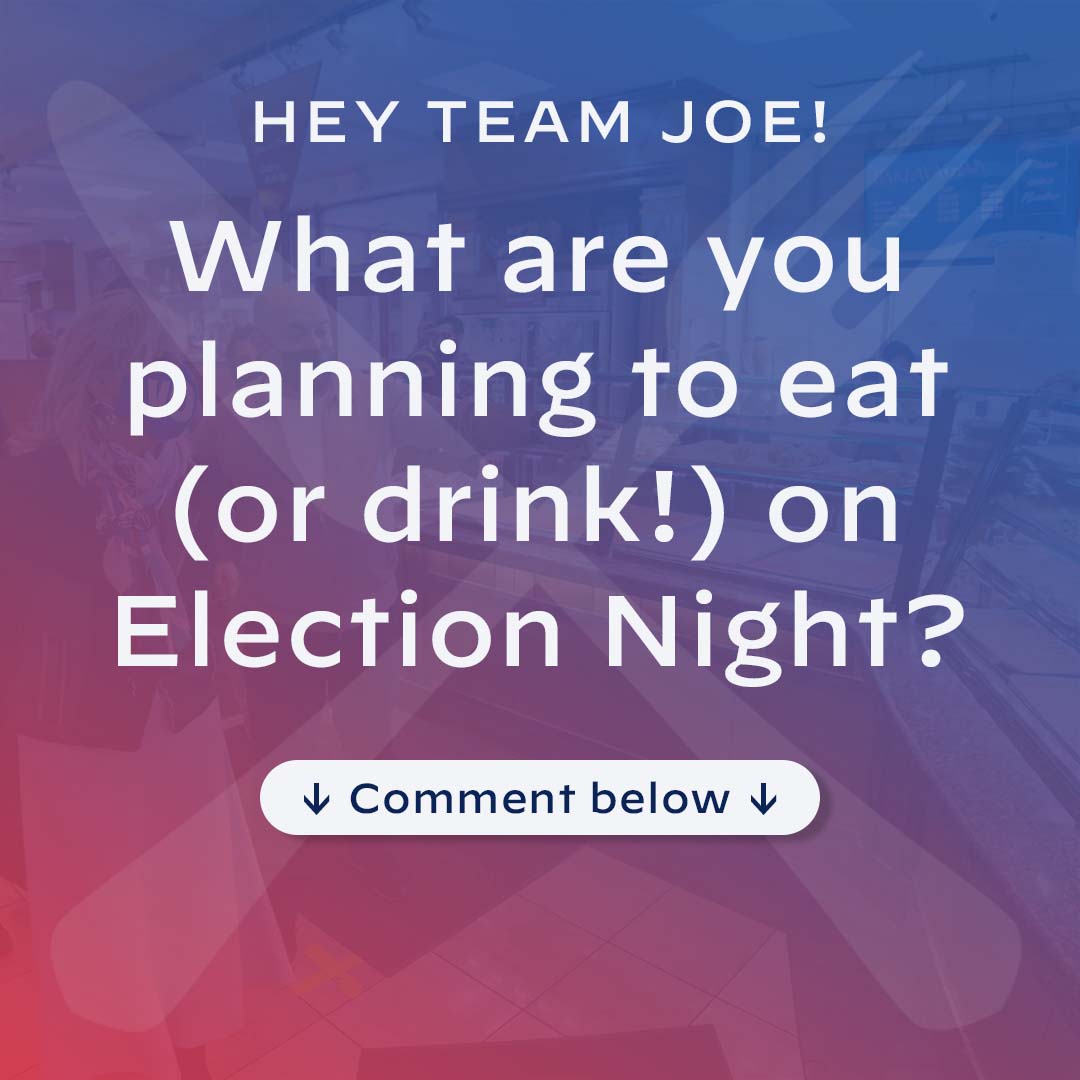 HEY TEAM JOE!
What are you
planning to eat
(or drink!) on
Election Night?
↓ Comment below ↓